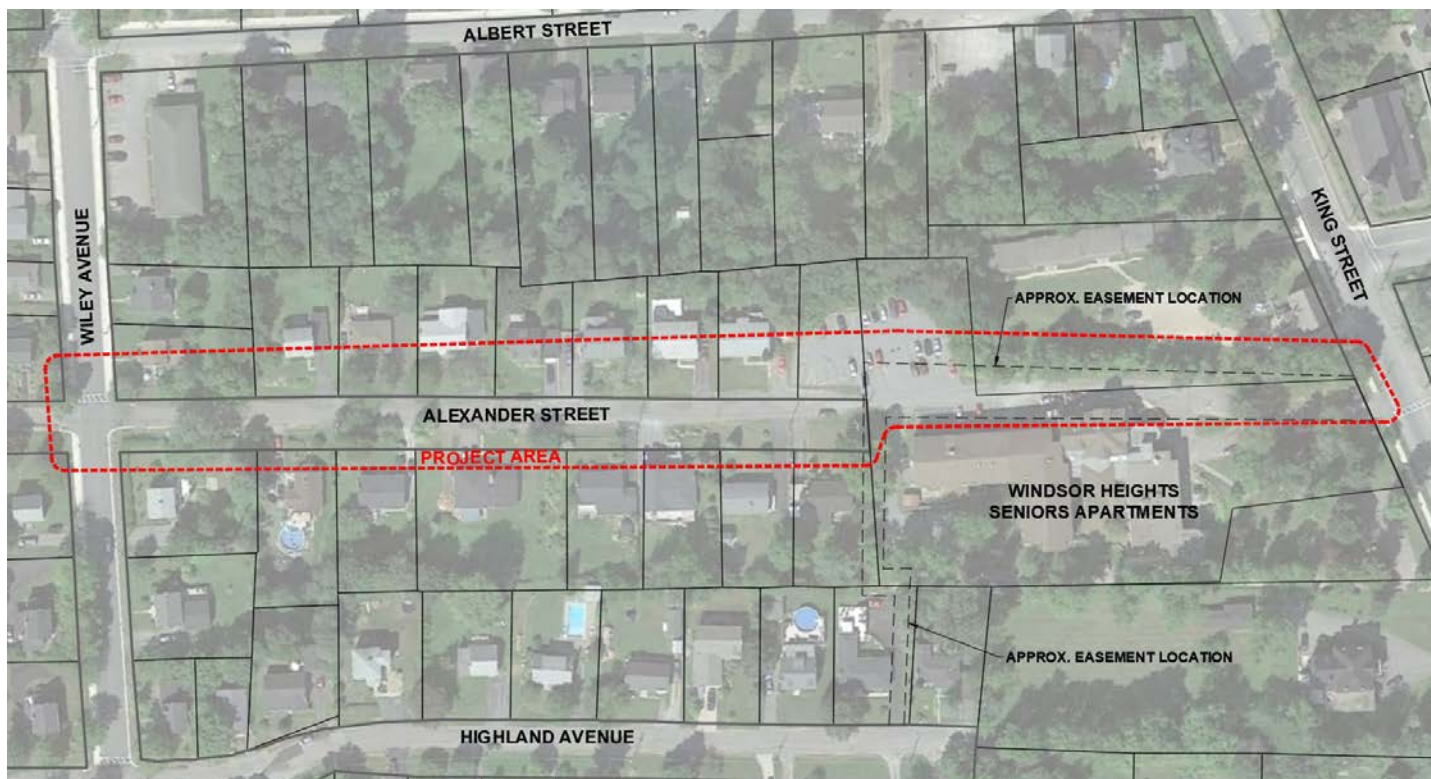 ALBERT STREET
WILEY AVENUE
KING STREET
APPROX. EASEMENT LOCATION
ALEXANDER STREET
PROJECT AREA
WINDSOR HEIGHTS
SENIORS APARTMENTS
APPROX. EASEMENT LOCATION
HIGHLAND AVENUE